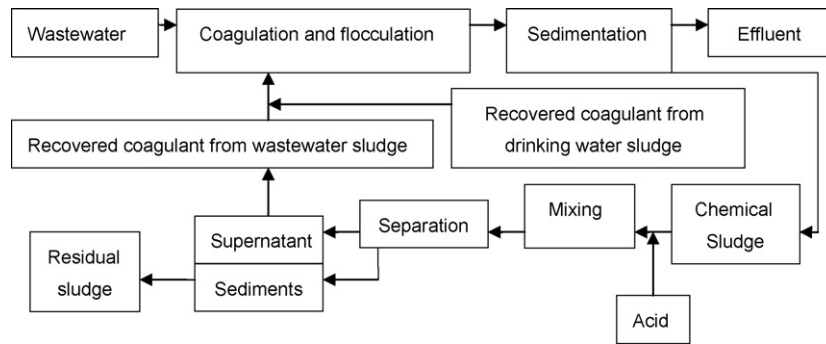 Wastewater
Coagulation and flocculation
Sedimentation
Effluent
Recovered coagulant from wastewater sludge
Recovered coagulant from
drinking water sludge
Residual
sludge
Supernatant
Sediments
Separation
Mixing
Chemical
Sludge
Acid